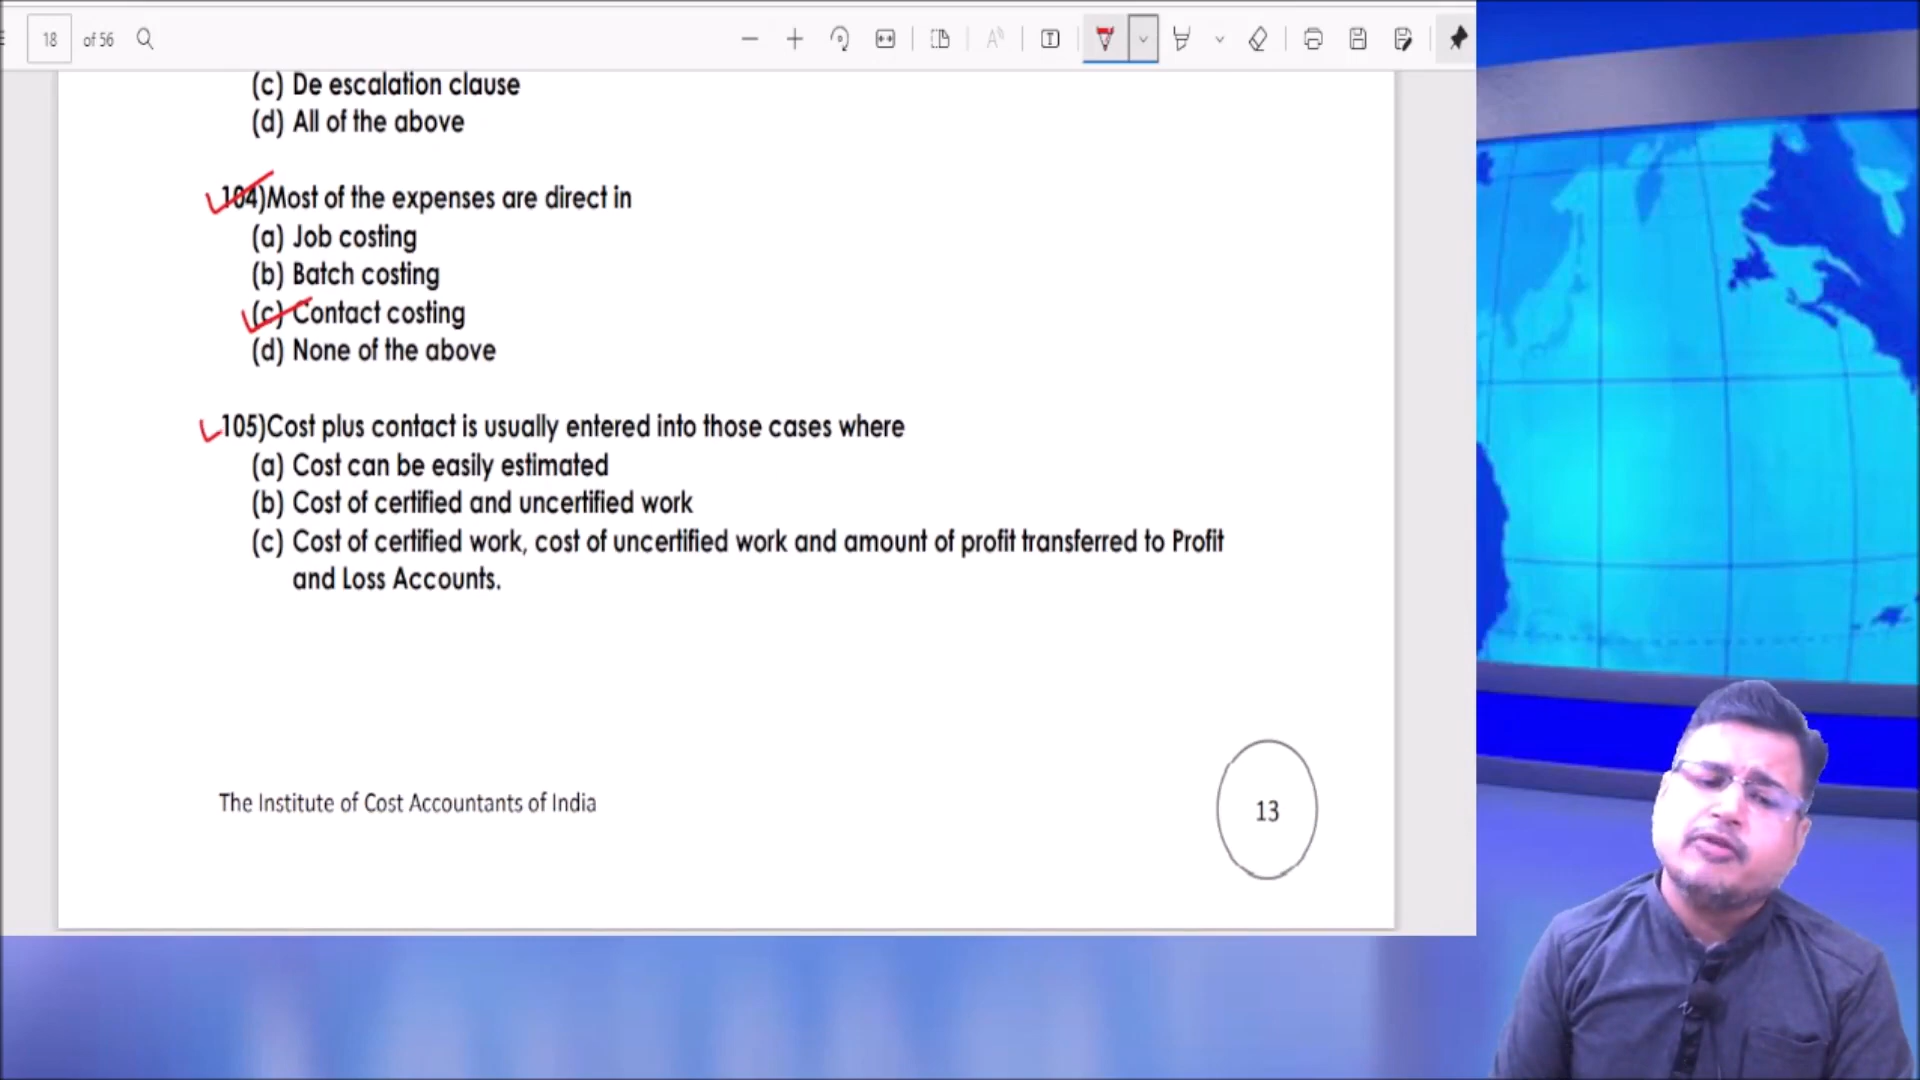 18 of 56
(c) De escalation clause
(d) All of the above
104)Most of the expenses are direct in
(a) Job costing
(b) Batch costing
(c) Contact costing
(d) None of the above
105)Cost plus contact is usually entered into those cases where
(a) Cost can be easily estimated
(b) Cost of certified and uncertified work
(c) Cost of certified work, cost of uncertified work and amount of profit transferred to Profit
and Loss Accounts.
The Institute of Cost Accountants of India
13